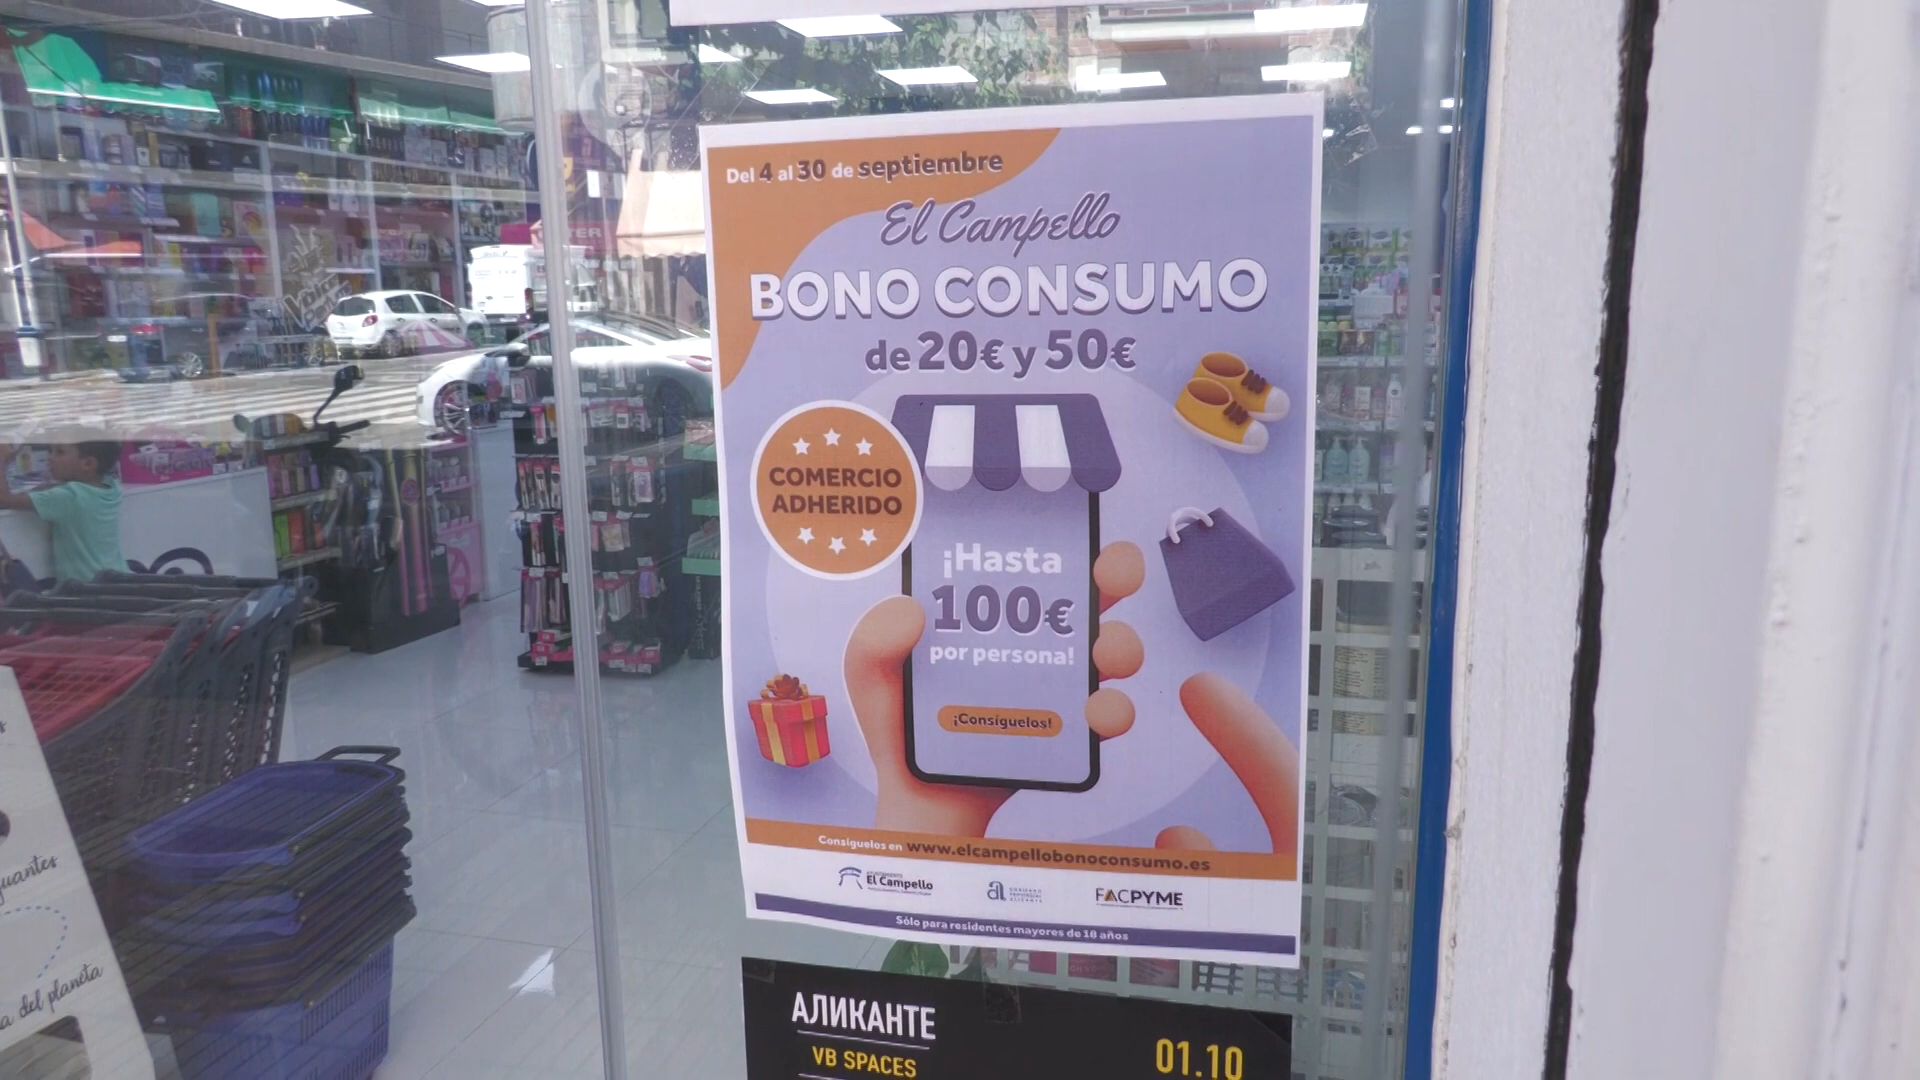 Del 4 al 30 de septiembre
El Campello
BONO CONSUMO
de 20€ y 50€
COMERCIO
ADHERIDO
¡Hasta
100€
por persona!
¡Consíguelos!
Consíguelos en www.elcampellobonoconsumo.es
El Campello
FACPYME
Sólo para residentes mayores de 18 años
АЛИКАНТЕ
VB SPACES
01.10
del planeta